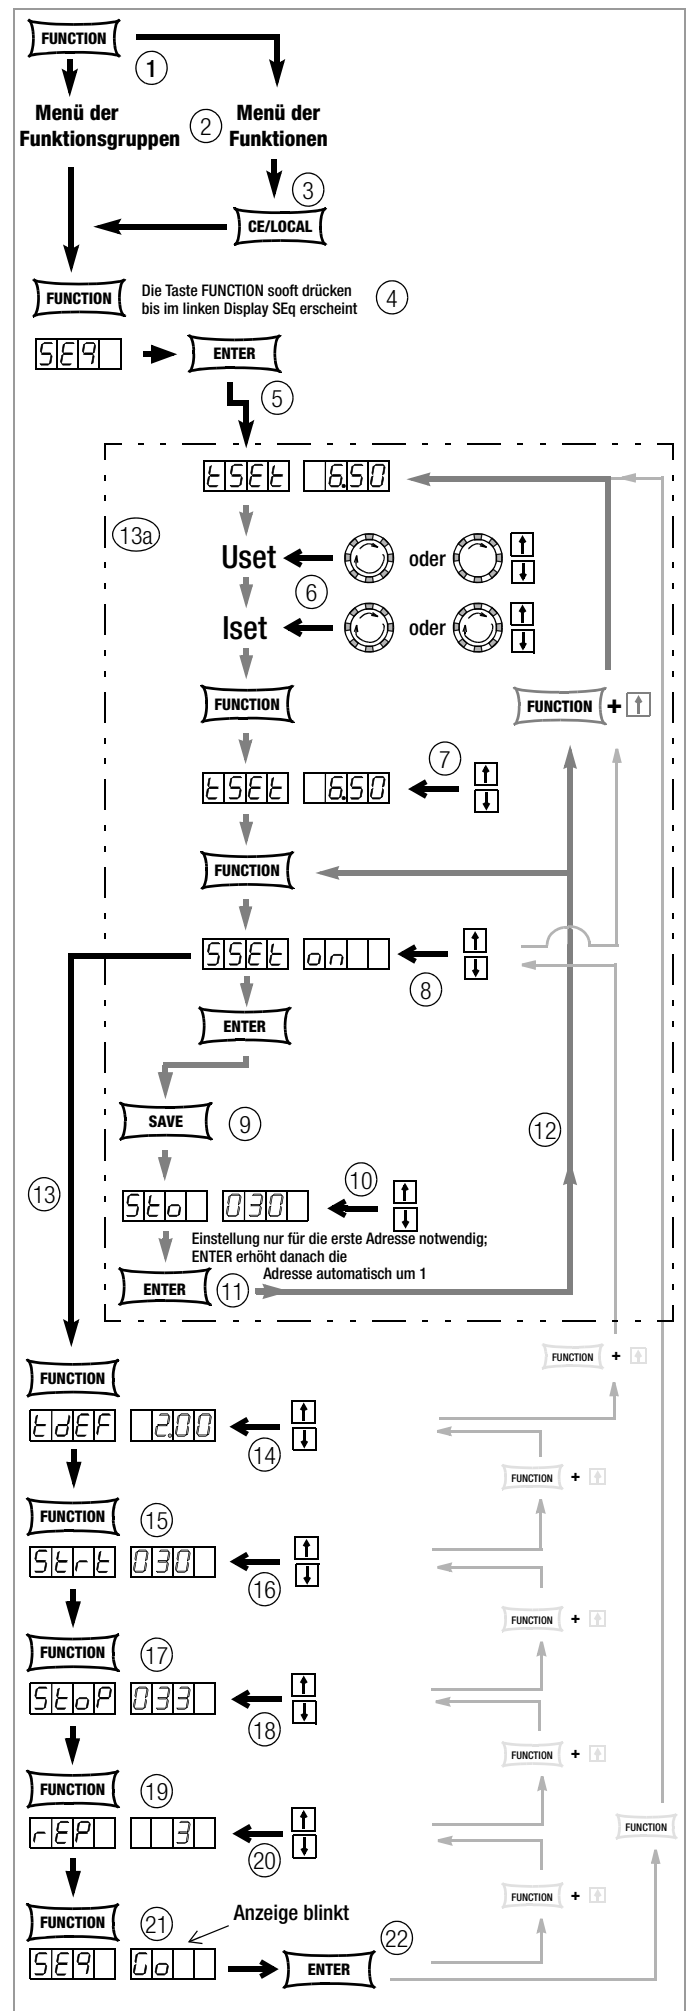 FUNCTION
1
Menü der
Funktionsgruppen
2
Menü der
Funktionen
3
CE/LOCAL
FUNCTION
Die Taste FUNCTION sooft drücken
bis im linken Display SEq erscheint
4
SEq
ENTER
5
tSEt 6.50
13a
Uset
oder
6
Iset
oder
FUNCTION
FUNCTION +
7
tSEt 6.50
FUNCTION
SSEt on
8
ENTER
SAVE
9
12
13
10
Sto 030
Einstellung nur für die erste Adresse notwendig;
ENTER erhöht danach die
Adresse automatisch um 1
ENTER
11
FUNCTION +
FUNCTION
tdEF 2.00
14
FUNCTION +
FUNCTION
15
Strt 030
16
FUNCTION +
FUNCTION
17
StoP 033
18
FUNCTION +
FUNCTION
19
rEP 3
20
FUNCTION
FUNCTION +
FUNCTION
21
Anzeige blinkt
SEq Go
ENTER
22